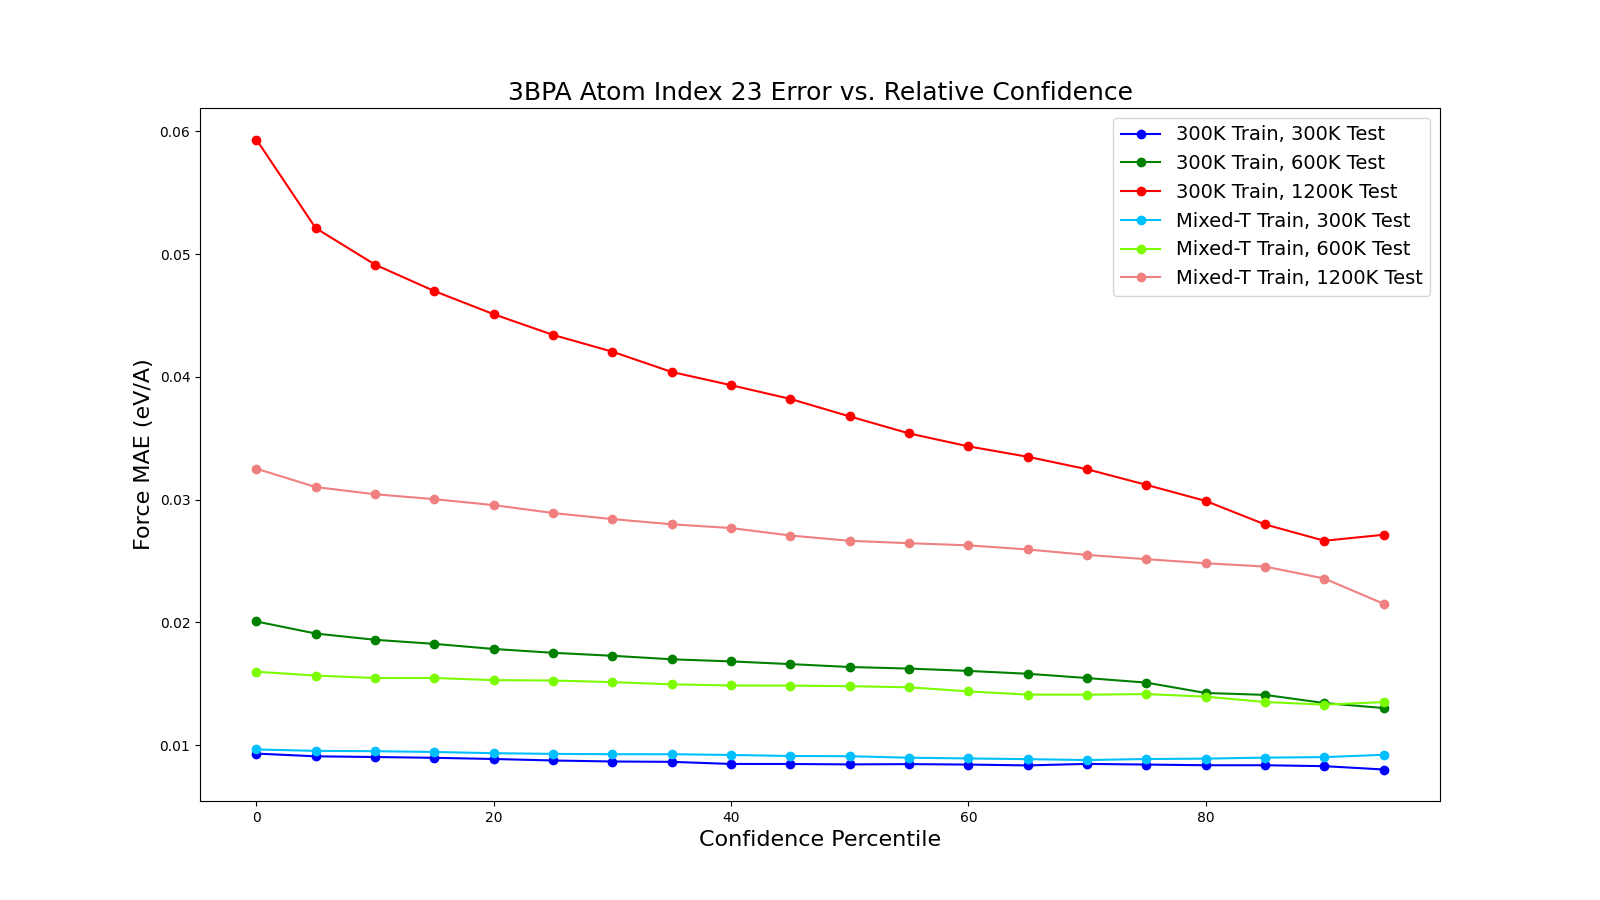 3BPA Atom Index 23 Error vs. Relative Confidence
300K Train, 300K Test
300K Train, 600K Test
300K Train, 1200K Test
Mixed-T Train, 300K Test
Mixed-T Train, 600K Test
Mixed-T Train, 1200K Test
Force MAE (eV/A)
0.06
0.05
0.04
0.03
0.02
0.01
0
20
40
60
80
Confidence Percentile